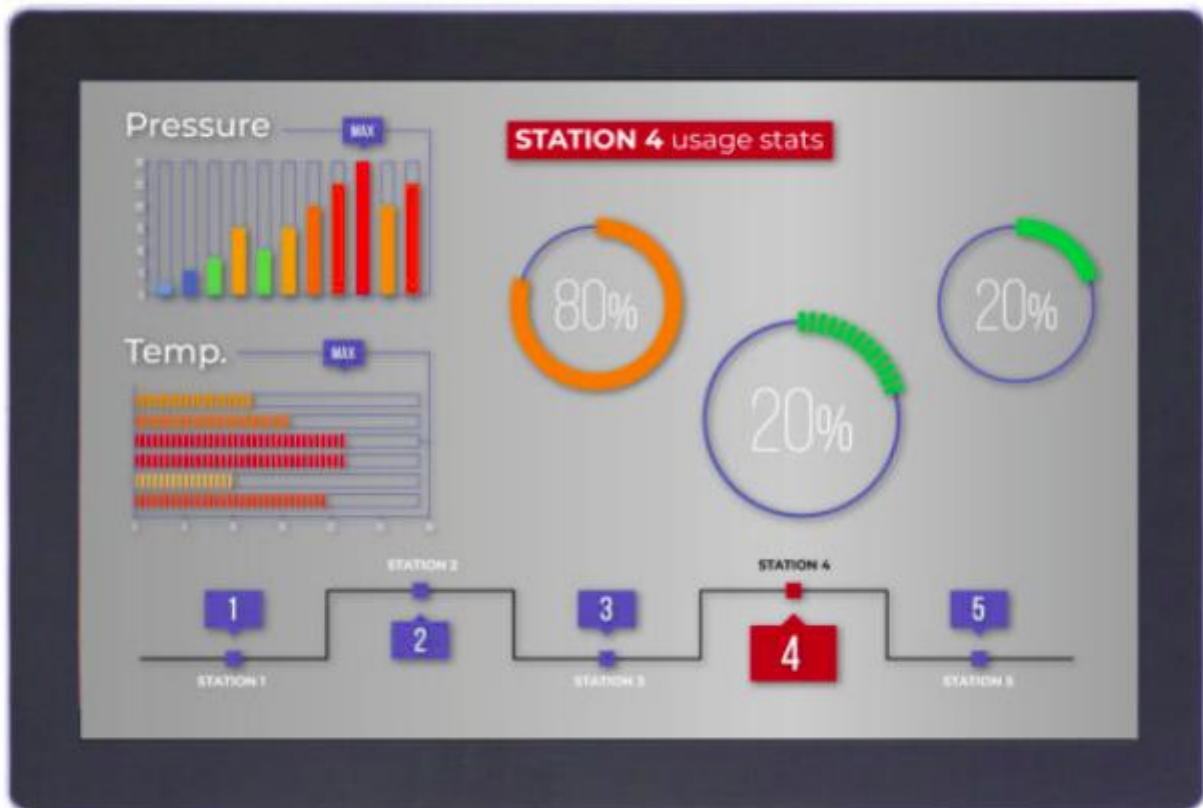 Pressure
MAX
STATION 4 usage stats
80%
20%
20%
Temp.
MAX
STATION 2
STATION 4
1
2
3
4
5
STATION 1
STATION 3
STATION 5